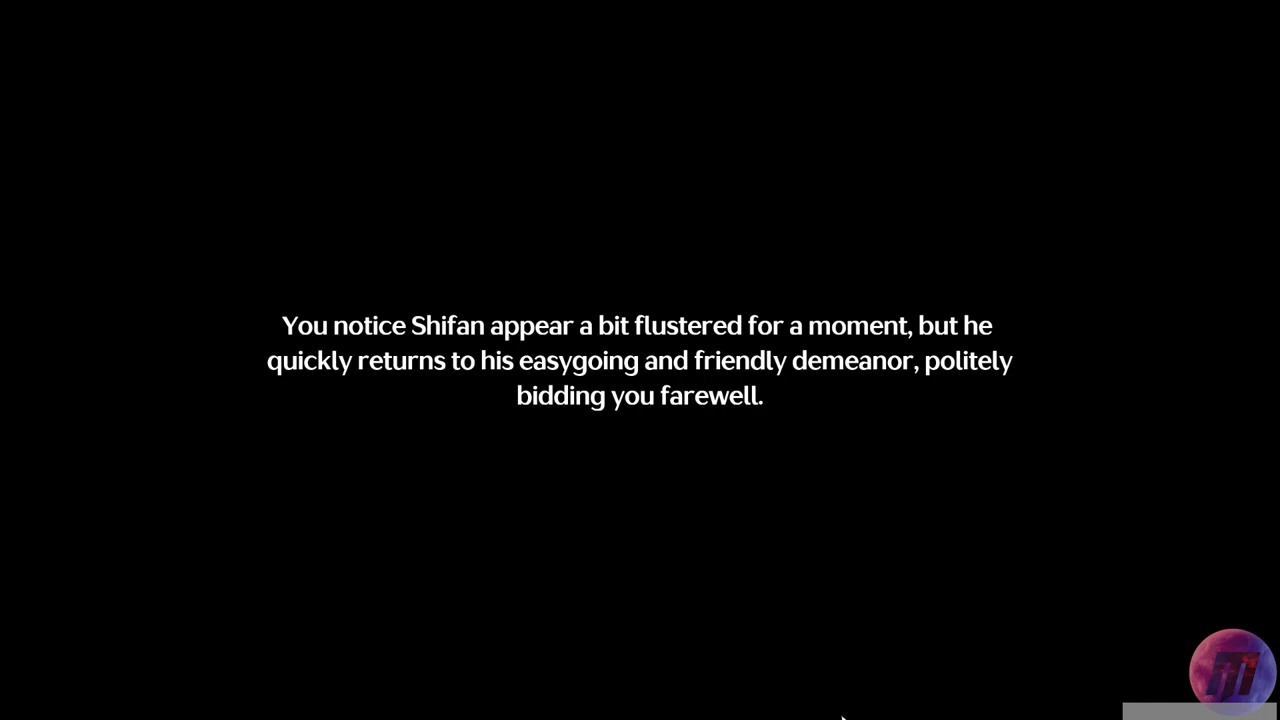 You notice Shifan appear a bit flustered for a moment, but he
quickly returns to his easygoing and friendly demeanor, politely
bidding you farewell.